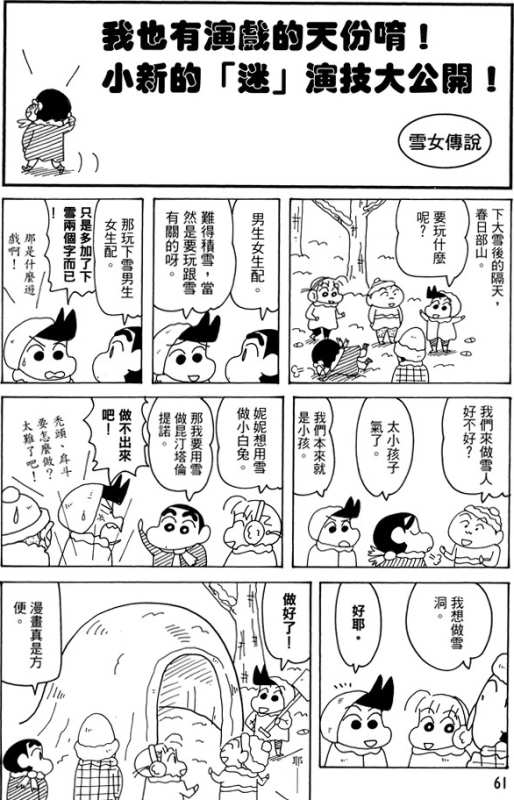 我也有演戲的天份唷！
小新的「迷」演技大公開！
雪女傳說
下大雪後的隔天，
春日部山。
要玩什麼
呢？
男生女生配。
難得積雪，當
然是要玩跟雪
有關的呀。
那玩下雪男生
女生配。
只是多加了下
雪兩個字而已
！
那是什麼遊
戲啊！
我們來做雪人
好不好？
太小孩子
氣了。
我們本來就
是小孩。
妮妮想用雪
做小白兔。
那我要用雪
做昆汀塔倫
提諾。
做不出來
吧！
禿頭、戽斗
要怎麼做？
太難了吧！
我想做雪
洞。
好耶。
做好了！
耶
漫畫真是方
便。
61